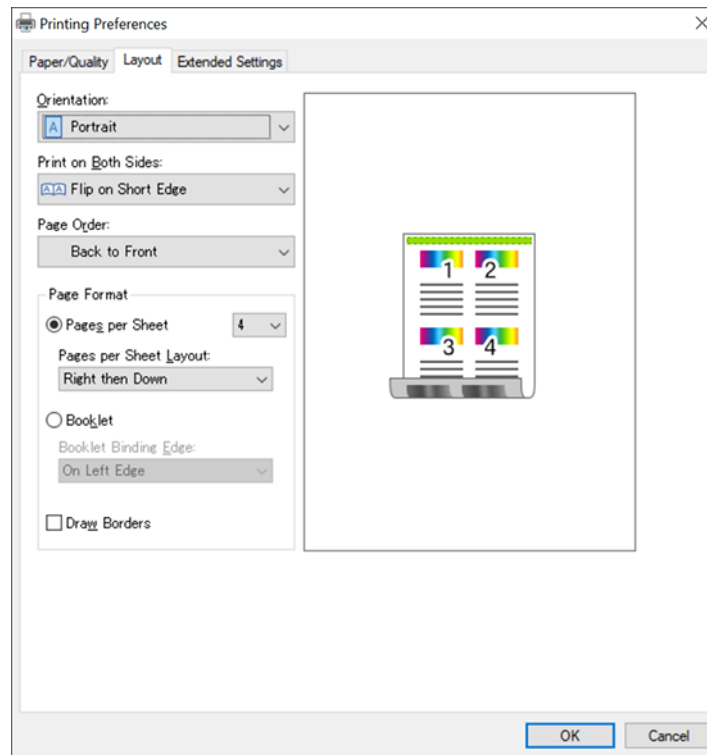 Printing Preferences
Paper/Quality Layout Extended Settings
Orientation:
A Portrait
Print on Both Sides:
AA Flip on Short Edge
Page Order:
Back to Front
Page Format
Pages per Sheet 4
Pages per Sheet Layout:
Right then Down
Booklet
Booklet Binding Edge:
On Left Edge
Draw Borders
1 2
3 4
OK Cancel